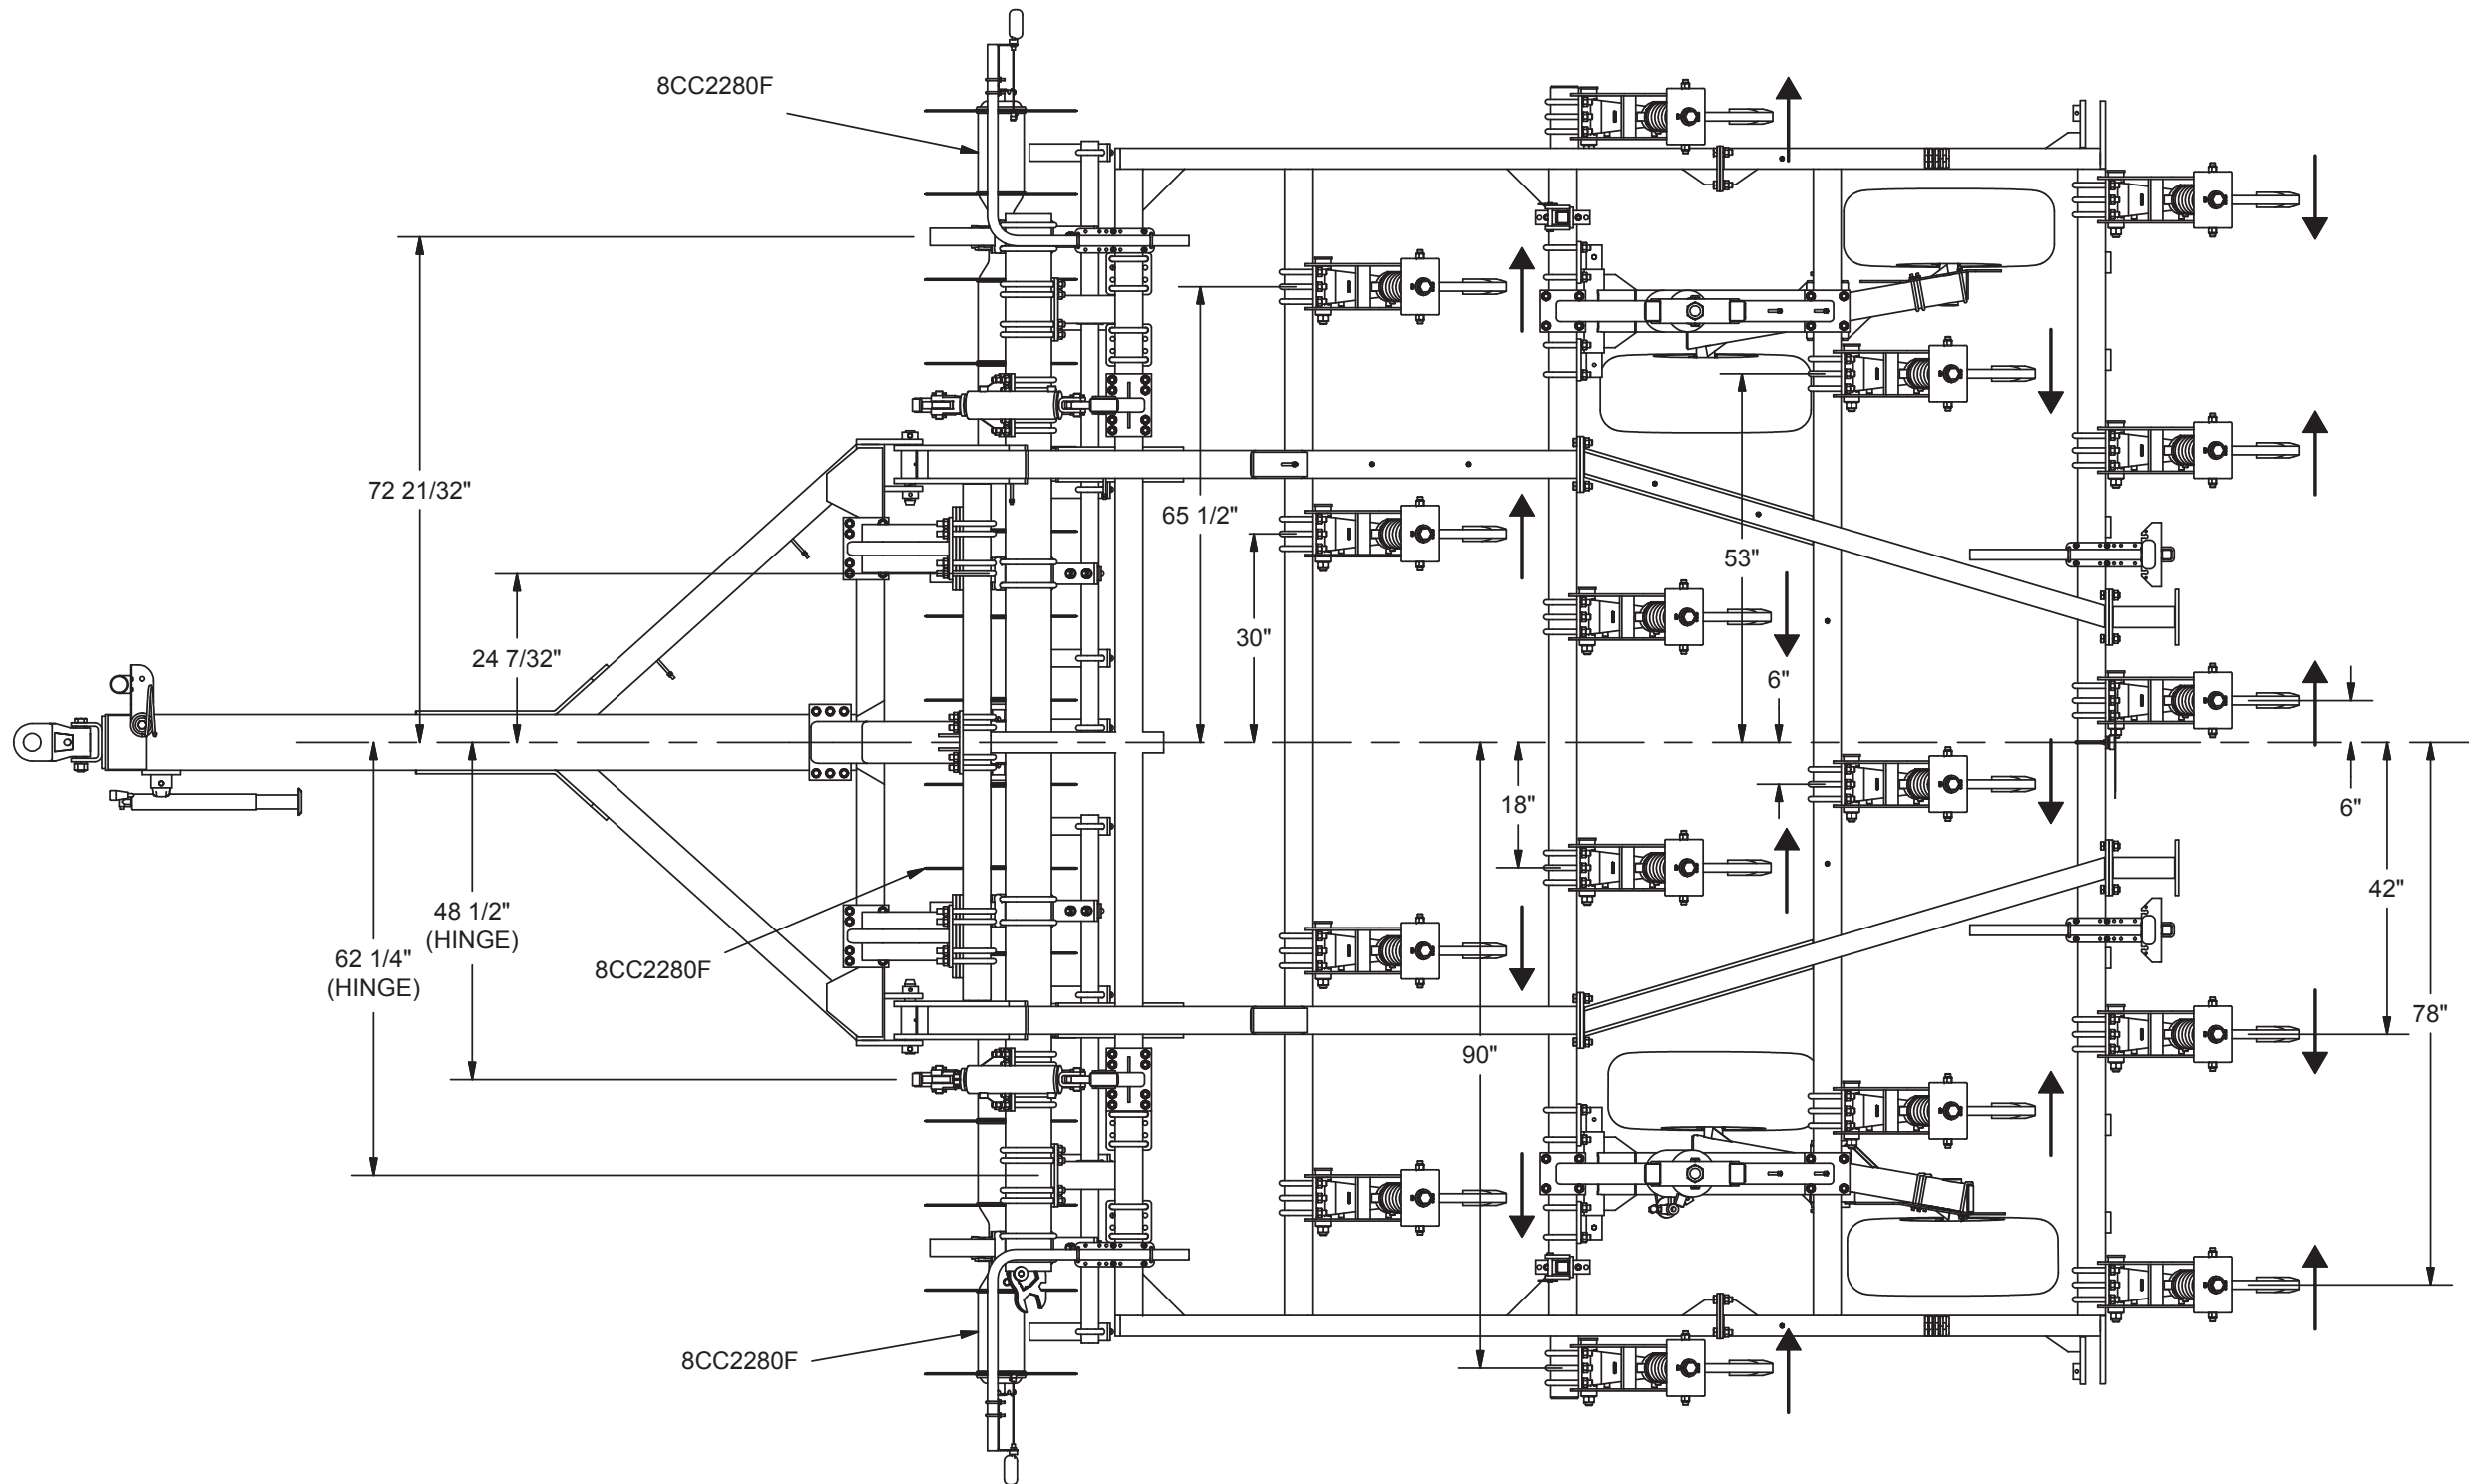 8CC2280F
72 21/32"
65 1/2"
53"
30"
24 7/32"
6"
18"
6"
42"
48 1/2"
(HINGE)
62 1/4"
(HINGE)
8CC2280F
78"
90"
8CC2280F